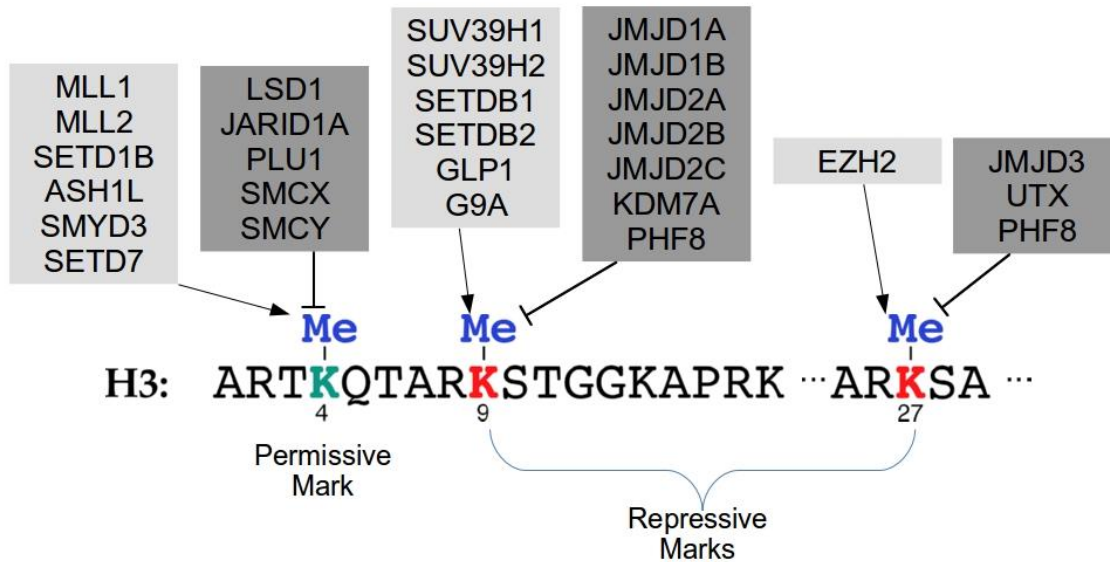 MLL1
MLL2
SETD1B
ASH1L
SMYD3
SETD7
LSD1
JARID1A
PLU1
SMCX
SMCY
SUV39H1
SUV39H2
SETDB1
SETDB2
GLP1
G9A
JMJD1A
JMJD1B
JMJD2A
JMJD2B
JMJD2C
KDM7A
PHF8
EZH2
JMJD3
UTX
PHF8
Me Me Me
H3: ARTKQTARKSTGGKAPRK ... ARKSA ...
4 9 27
Permissive
Mark
Repressive
Marks